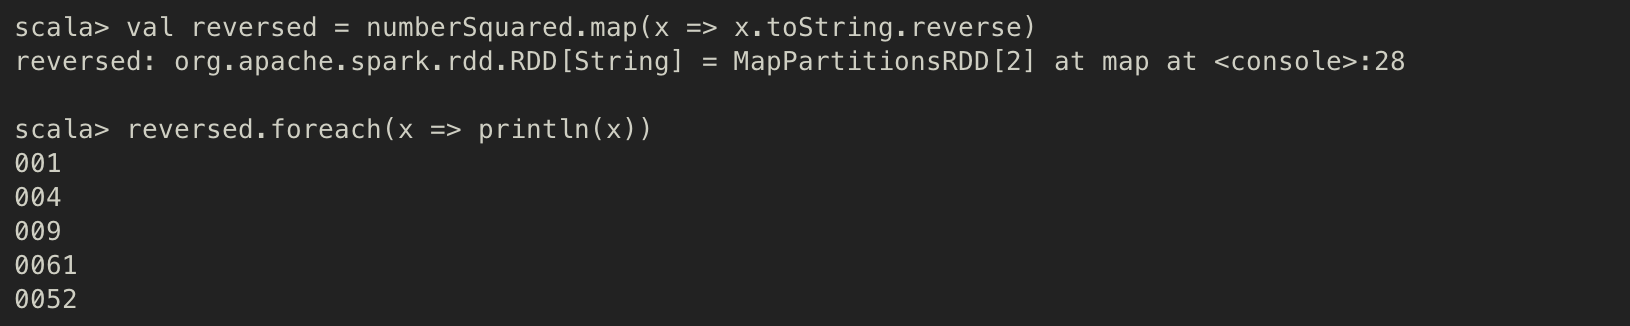 scala> val reversed = numberSquared.map(x => x.toString.reverse)
reversed: org.apache.spark.rdd.RDD[String] = MapPartitionsRDD[2] at map at <console>:28
scala> reversed.foreach(x => println(x))
001
004
009
0061
0052